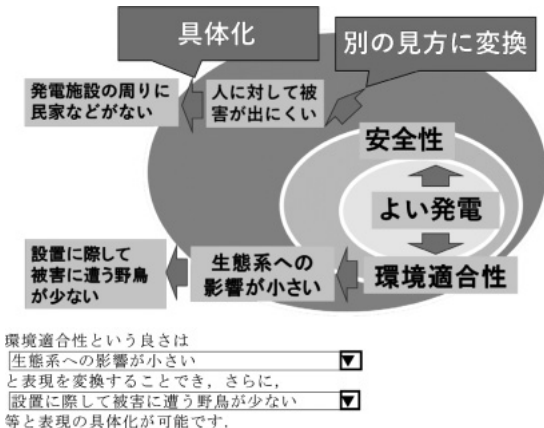 具体化
別の見方に変換
発電施設の周りに
民家などがない
人に対して被
害が出にくい
安全性
よい発電
環境適合性
生態系への
影響が小さい
設置に際して
被害に遭う野鳥
が少ない
環境適合性という良さは
生態系への影響が小さい
と表現を変換することでき，さらに，
設置に際して被害に遭う野鳥が少ない
等と表現の具体化が可能です．